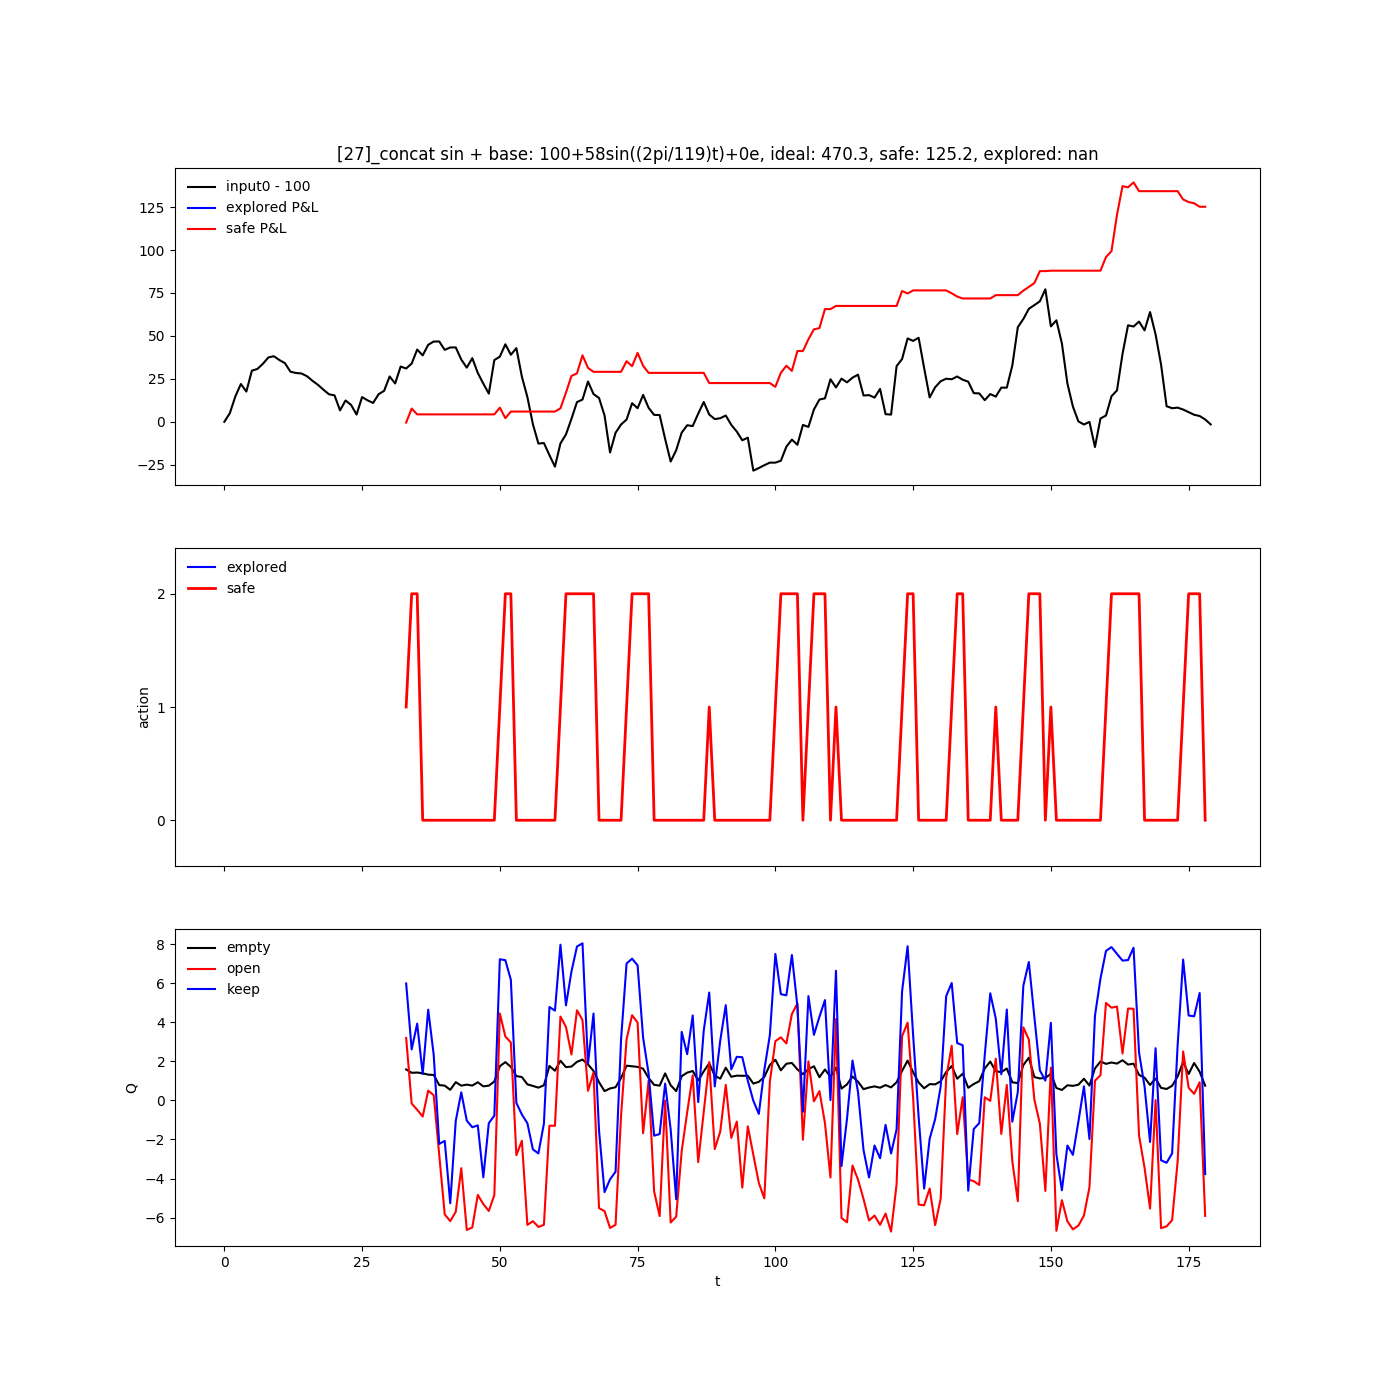 [27]_concat sin + base: 100+58sin((2pi/119)t)+0e, ideal: 470.3, safe: 125.2, explored: nan
input0 - 100
explored P&L
safe P&L
125
100
75
50
25
0
−25
explored
safe
2
1
0
action
empty
open
keep
8
6
4
2
0
−2
−4
−6
Q
0
25
50
75
100
125
150
175
t